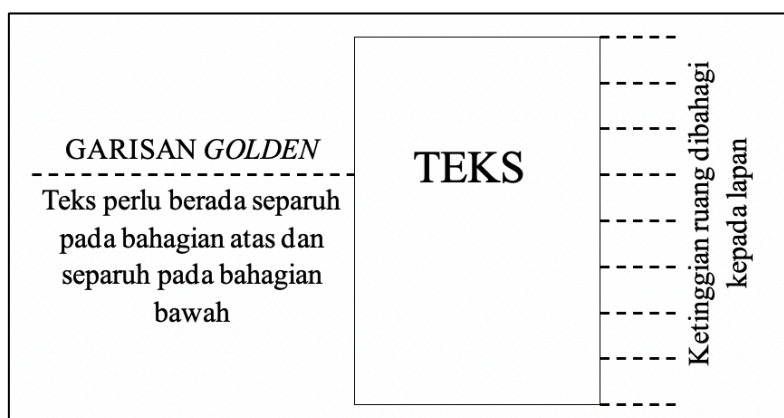 GARISAN GOLDEN
Teks perlu berada separuh
pada bahagian atas dan
separuh pada bahagian
bawah
TEKS
Ketinggian ruang dibahagi
kepada lapan